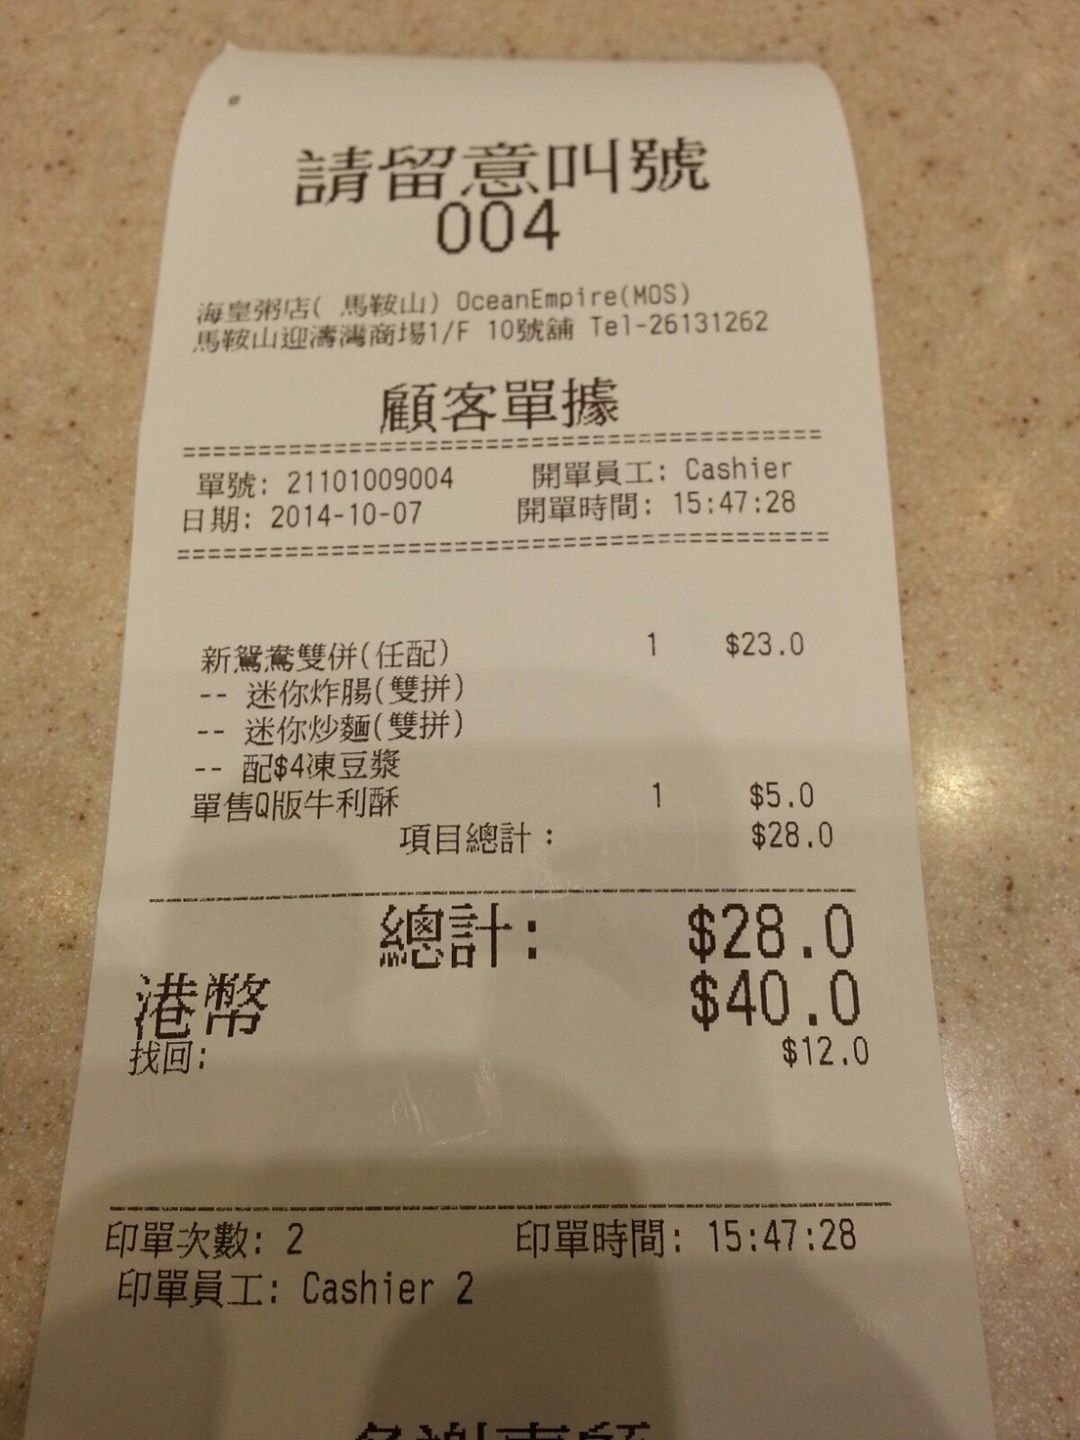 請留意叫號
004
海皇粥店( 馬鞍山) OceanEmpire(MOS)
馬鞍山迎濤灣商場1/F 10號舖 Tel-26131262
顧客單據
========================================
單號: 21101009004 開單員工: Cashier
日期: 2014-10-07 開單時間: 15:47:28
========================================
新鴛鴦雙併(任配) 1 $23.0
-- 迷你炸腸(雙拼)
-- 迷你炒麵(雙拼)
-- 配$4凍豆漿
單售Q版牛利酥 1 $5.0
項目總計: $28.0
總計: $28.0
港幣 $40.0
找回: $12.0
印單次數: 2 印單時間: 15:47:28
印單員工: Cashier 2